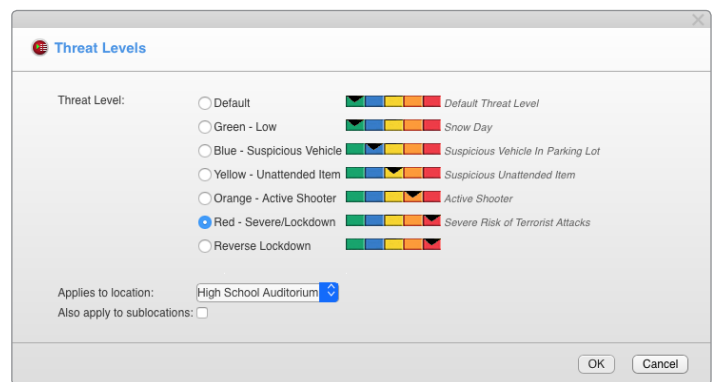 Threat Levels
Threat Level:
Default Default Threat Level
Green - Low Snow Day
Blue - Suspicious Vehicle Suspicious Vehicle In Parking Lot
Yellow - Unattended Item Suspicious Unattended Item
Orange - Active Shooter Active Shooter
Red - Severe/Lockdown Severe Risk of Terrorist Attacks
Reverse Lockdown
Applies to location: High School Auditorium
Also apply to sublocations:
OK Cancel